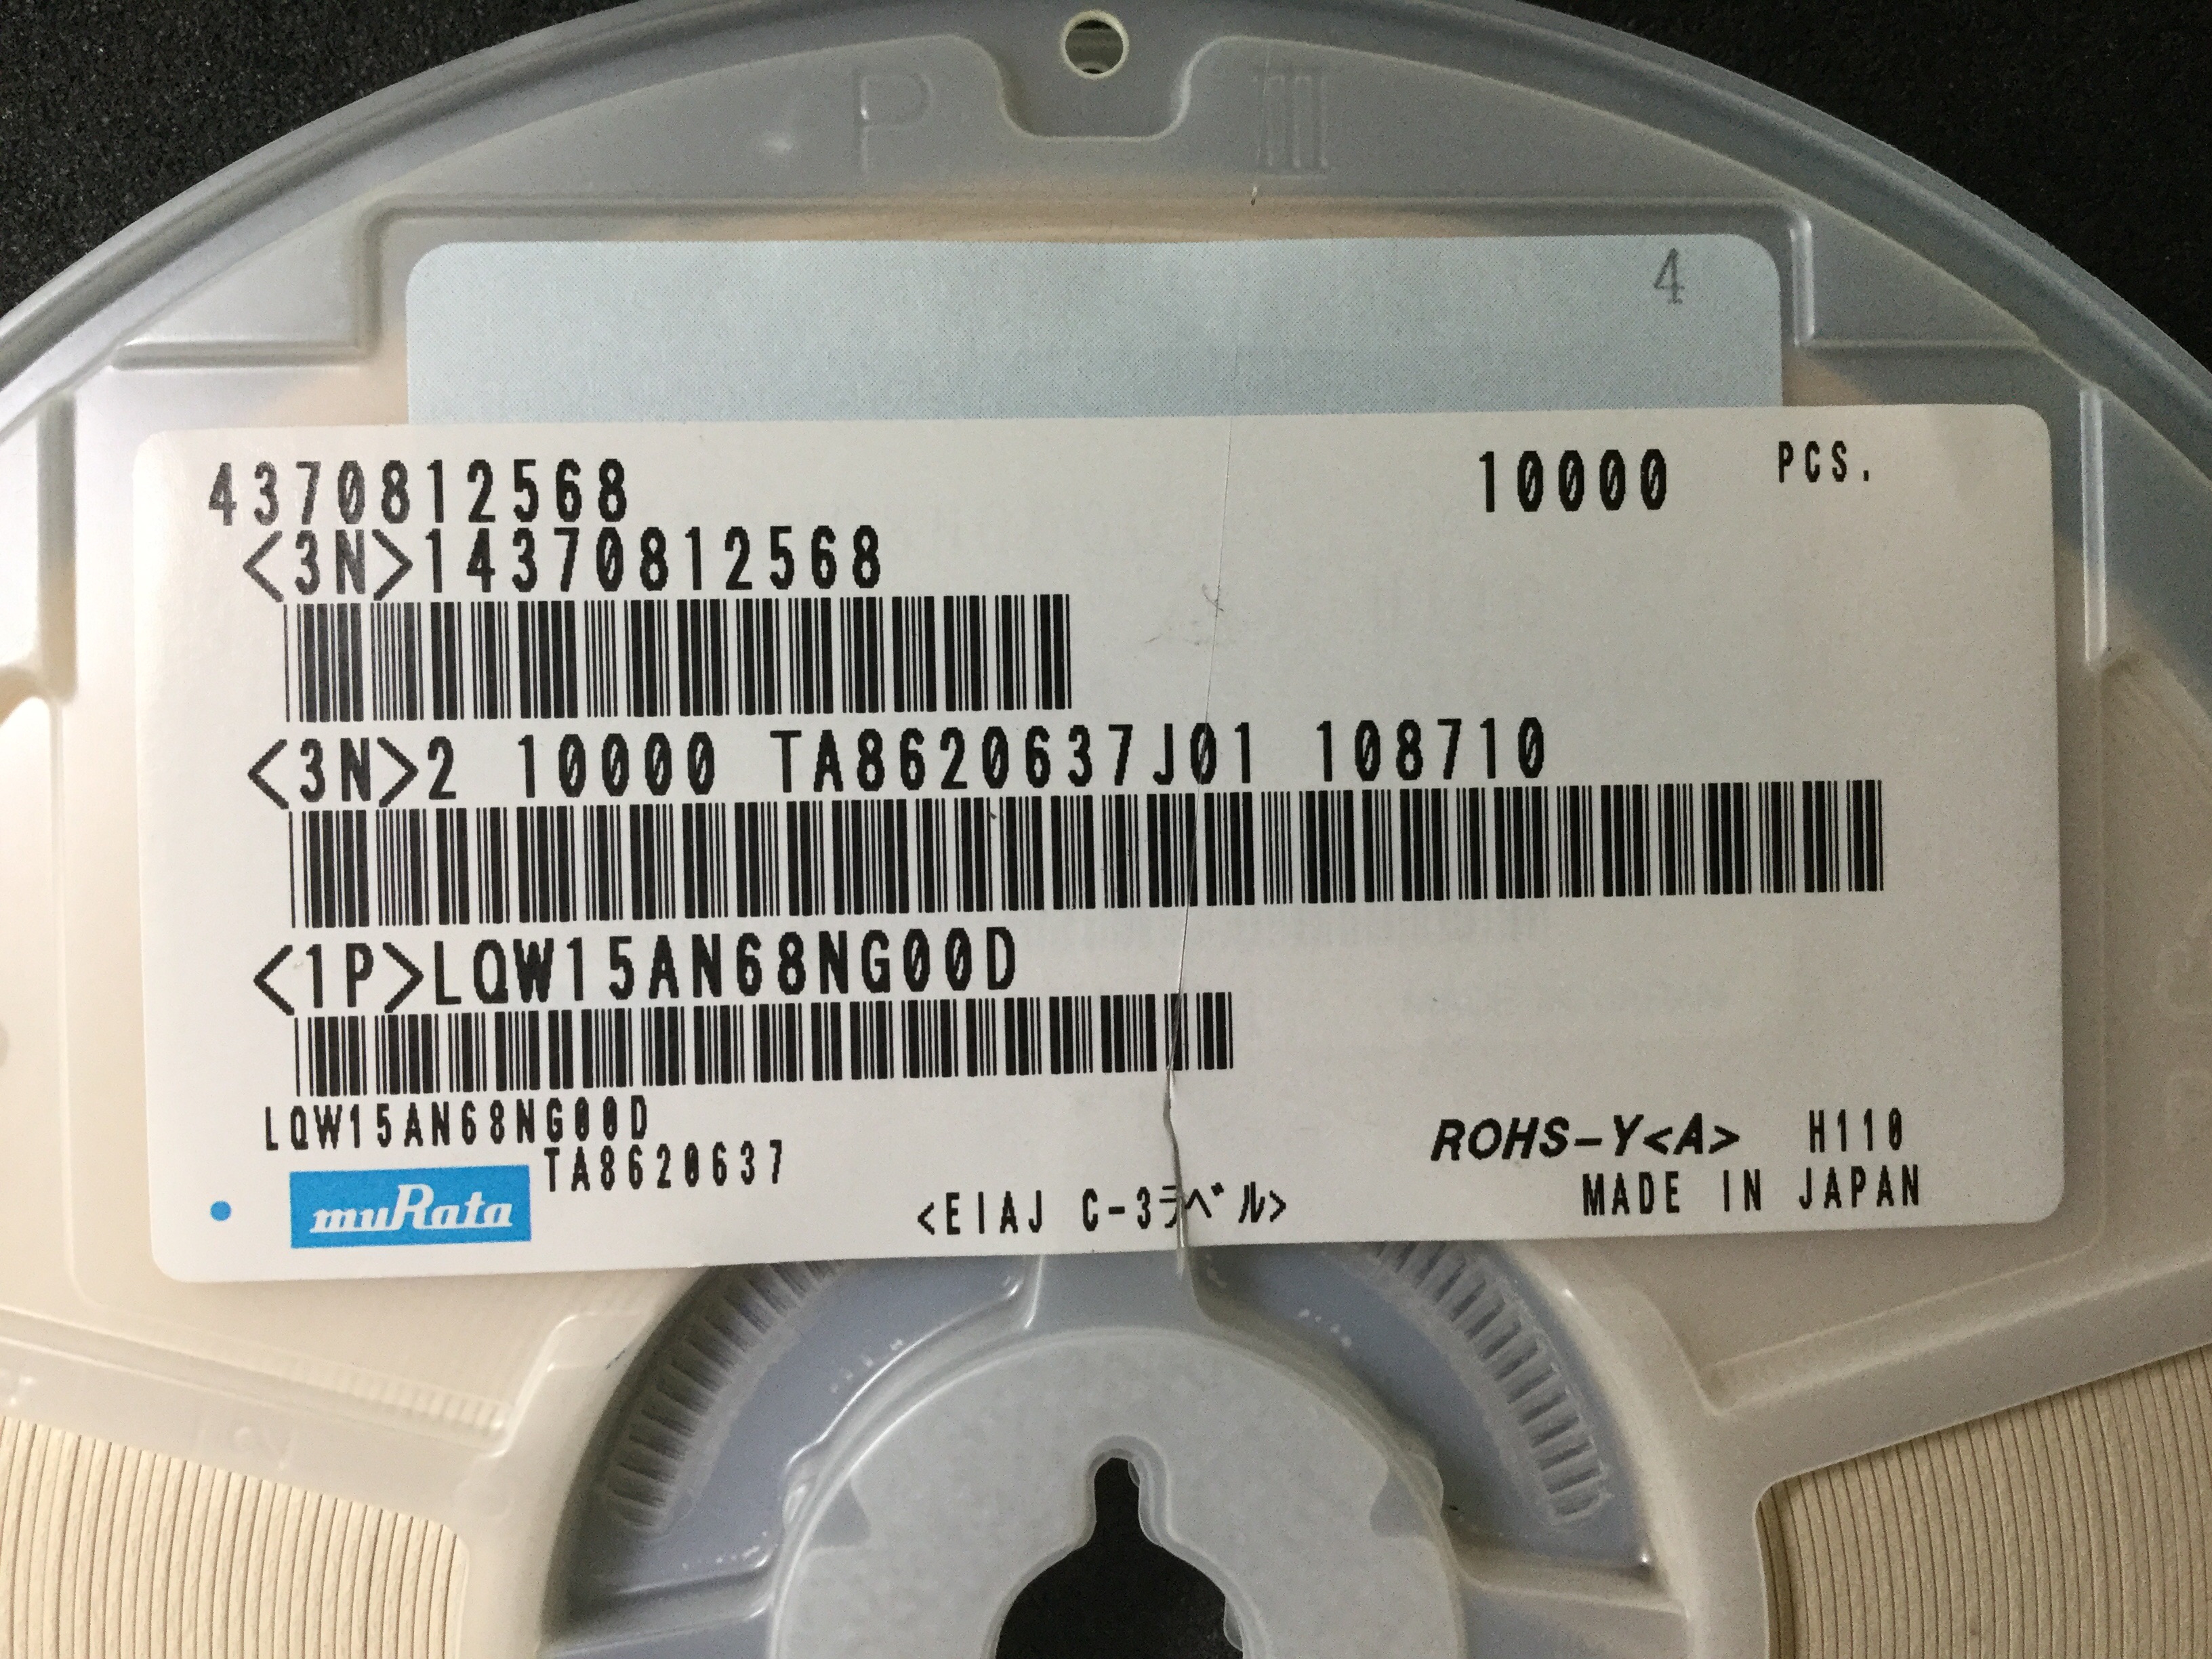 P III
4
4370812568 10000 PCS.
<3N>14370812568
<3N>2 10000 TA8620637J01 108710
<1P>LQW15AN68NG00D
LQW15AN68NG00D
TA8620637
ROHS-Y<A> H110
muRata
<EIAJ C-3ラベル>
MADE IN JAPAN